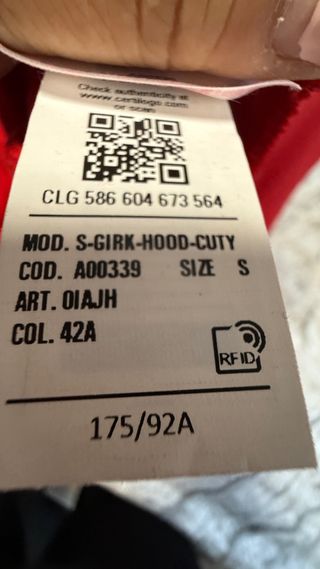 Check authenticity at
www.certilogo.com
or scan
CLG 586 604 673 564
MOD. S-GIRK-HOOD-CUTY
COD. A00339 SIZE S
ART. 0IAJH
COL. 42A
RFID
175/92A